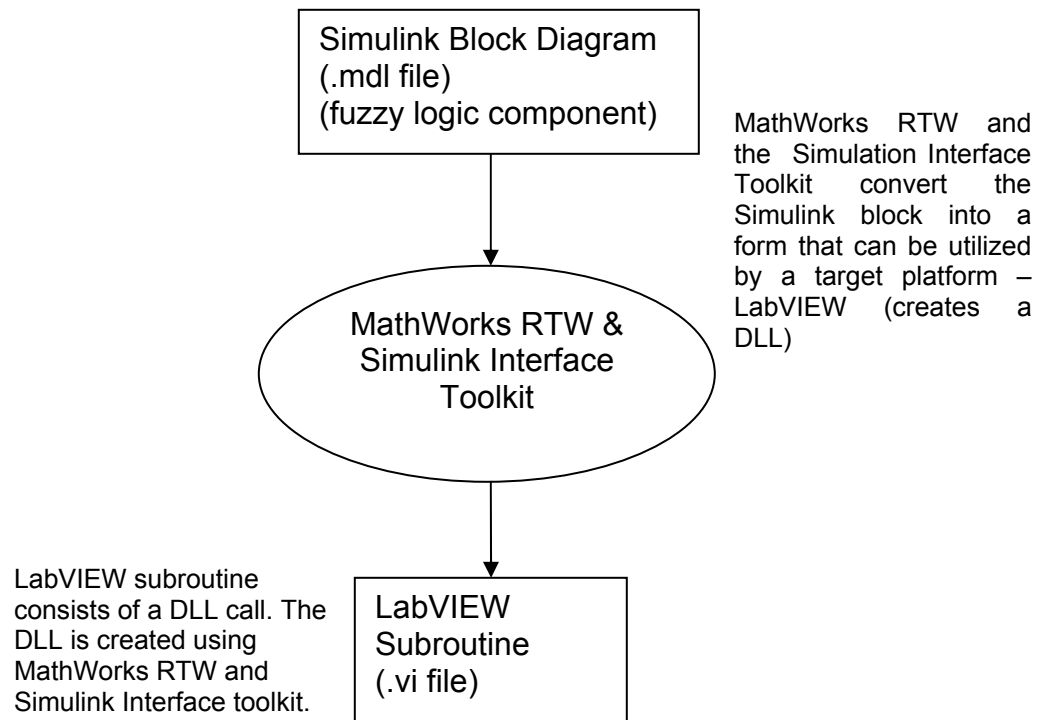 Simulink Block Diagram
(.mdl file)
(fuzzy logic component)
MathWorks RTW and
the Simulation Interface
Toolkit convert the
Simulink block into a
form that can be utilized
by a target platform –
LabVIEW (creates a
DLL)
MathWorks RTW &
Simulink Interface
Toolkit
LabVIEW subroutine
consists of a DLL call. The
DLL is created using
MathWorks RTW and
Simulink Interface toolkit.
LabVIEW
Subroutine
(.vi file)